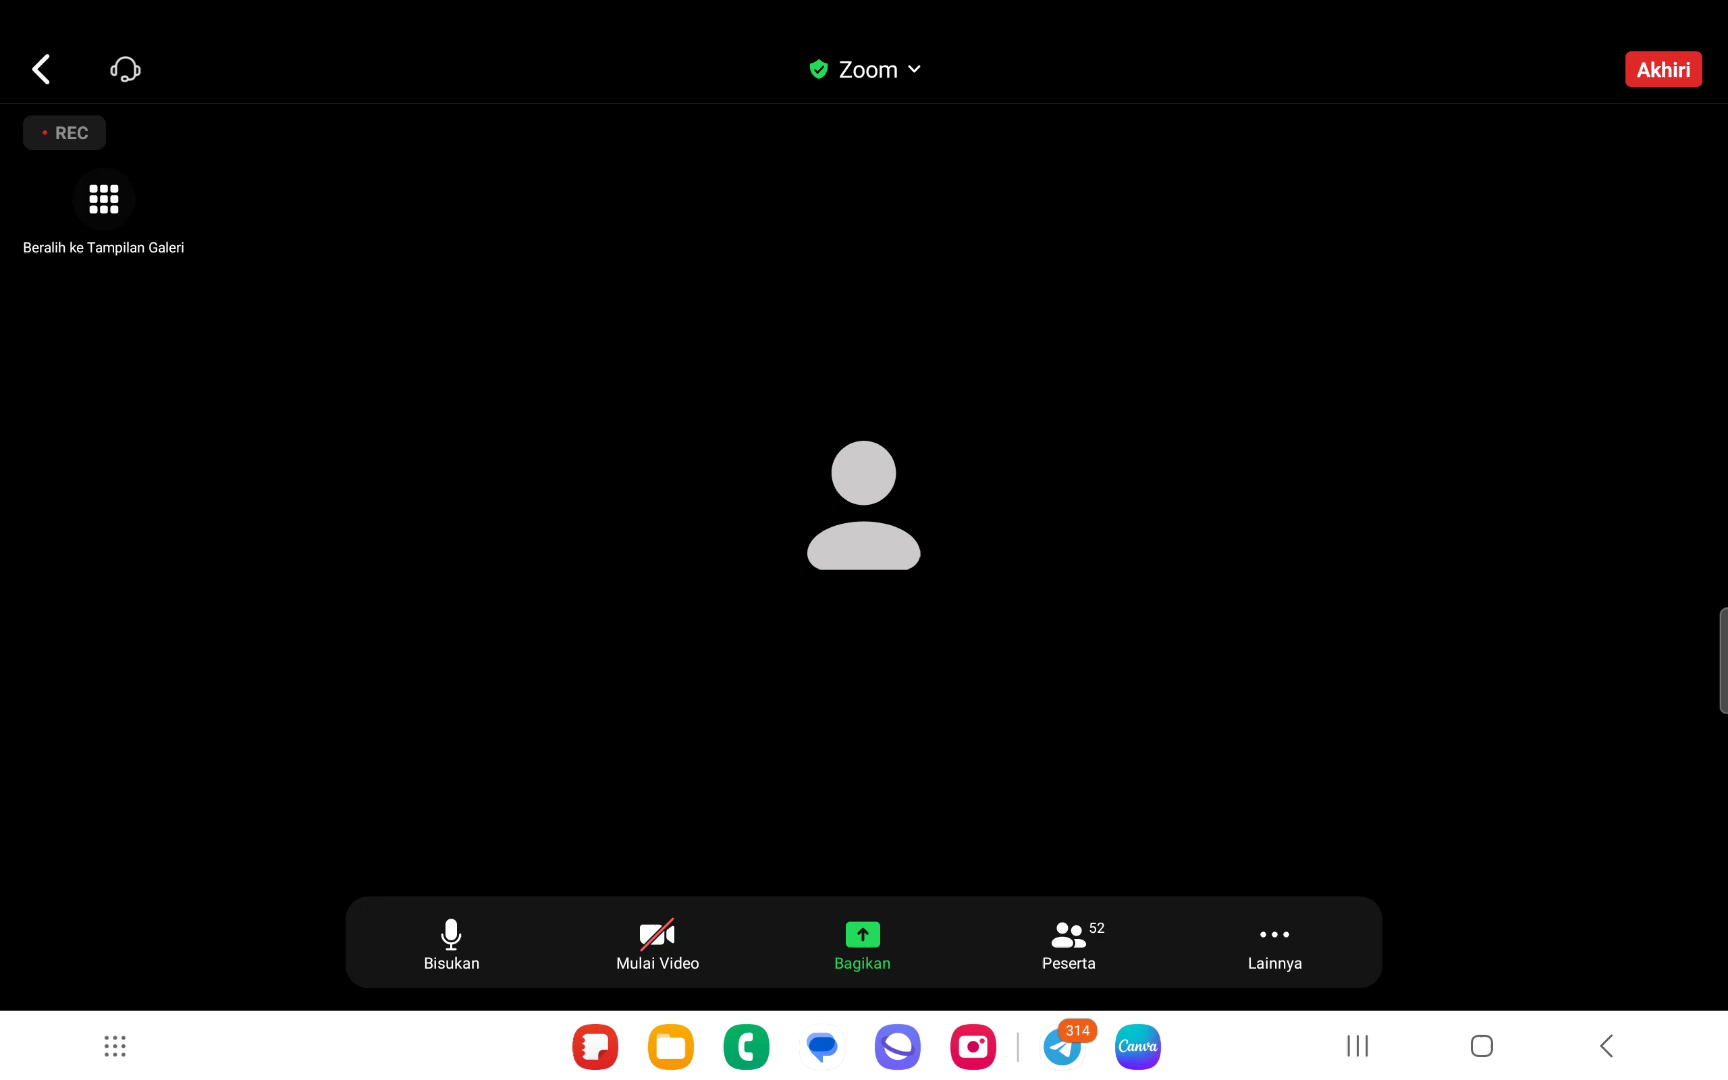 Zoom
Akhiri
REC
Beralih ke Tampilan Galeri
Bisukan
Mulai Video
Bagikan
52
Peserta
Lainnya
314
Canva